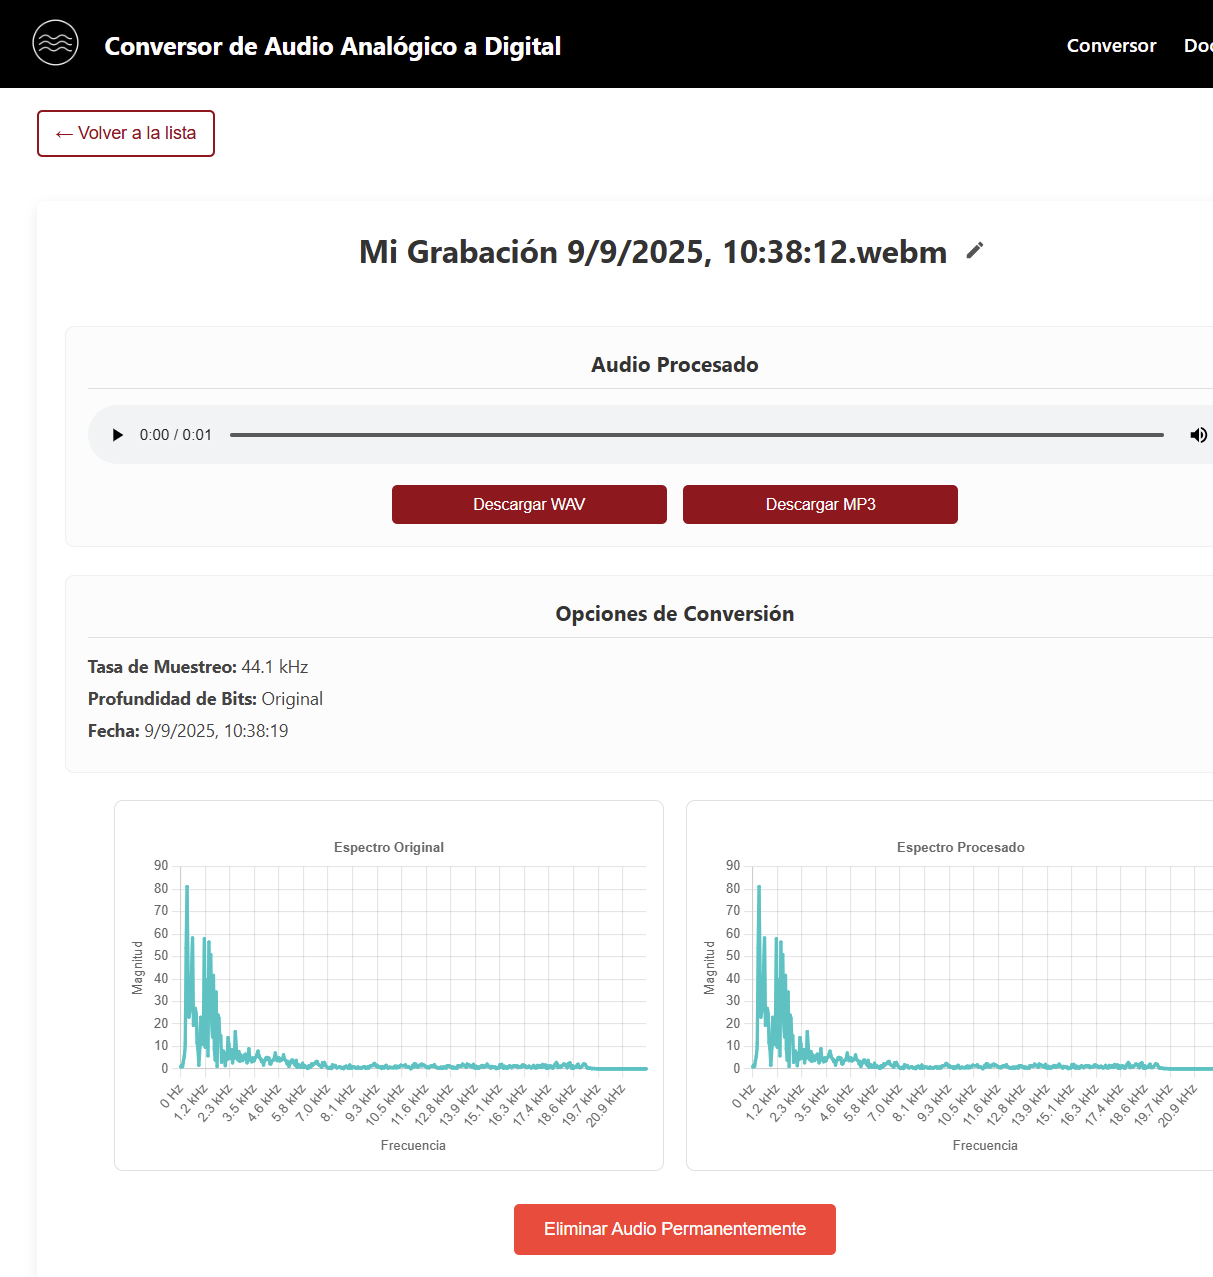 Conversor de Audio Analógico a Digital
Conversor
← Volver a la lista
Mi Grabación 9/9/2025, 10:38:12.webm
Audio Procesado
0:00 / 0:01
Descargar WAV
Descargar MP3
Opciones de Conversión
Tasa de Muestreo: 44.1 kHz
Profundidad de Bits: Original
Fecha: 9/9/2025, 10:38:19
Espectro Original
90
80
70
60
50
40
30
20
10
0
Magnitud
0 Hz
1.2 kHz
2.3 kHz
3.5 kHz
4.6 kHz
5.8 kHz
7.0 kHz
8.1 kHz
9.3 kHz
10.5 kHz
11.6 kHz
12.8 kHz
13.9 kHz
15.1 kHz
16.3 kHz
17.4 kHz
18.6 kHz
19.7 kHz
20.9 kHz
Frecuencia
Espectro Procesado
90
80
70
60
50
40
30
20
10
0
Magnitud
0 Hz
1.2 kHz
2.3 kHz
3.5 kHz
4.6 kHz
5.8 kHz
7.0 kHz
8.1 kHz
9.3 kHz
10.5 kHz
11.6 kHz
12.8 kHz
13.9 kHz
15.1 kHz
16.3 kHz
17.4 kHz
18.6 kHz
19.7 kHz
20.9 kHz
Frecuencia
Eliminar Audio Permanentemente